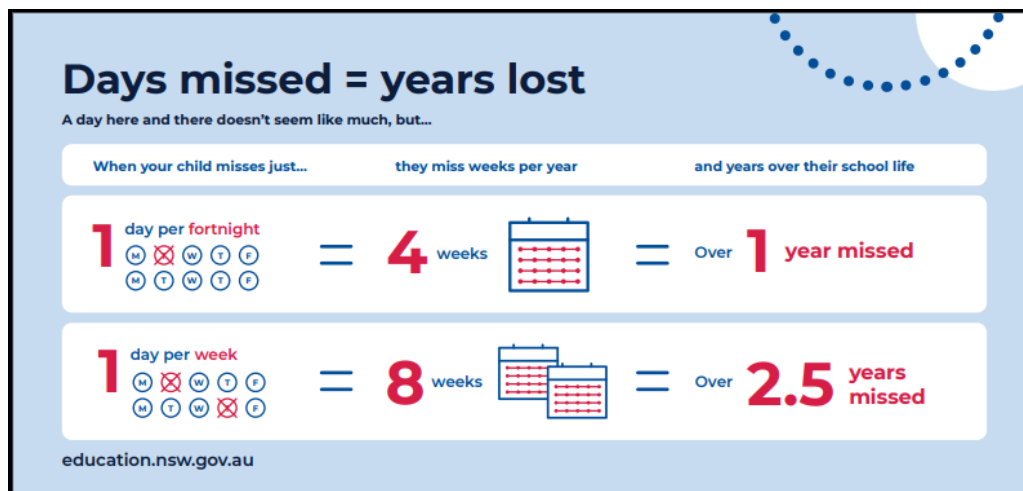 Days missed = years lost
A day here and there doesn't seem like much, but...
When your child misses just... they miss weeks per year and years over their school life
1 day per fortnight = 4 weeks = Over 1 year missed
M T W T F
M T W T F
1 day per week = 8 weeks = Over 2.5 years missed
M T W T F
M T W T F
education.nsw.gov.au